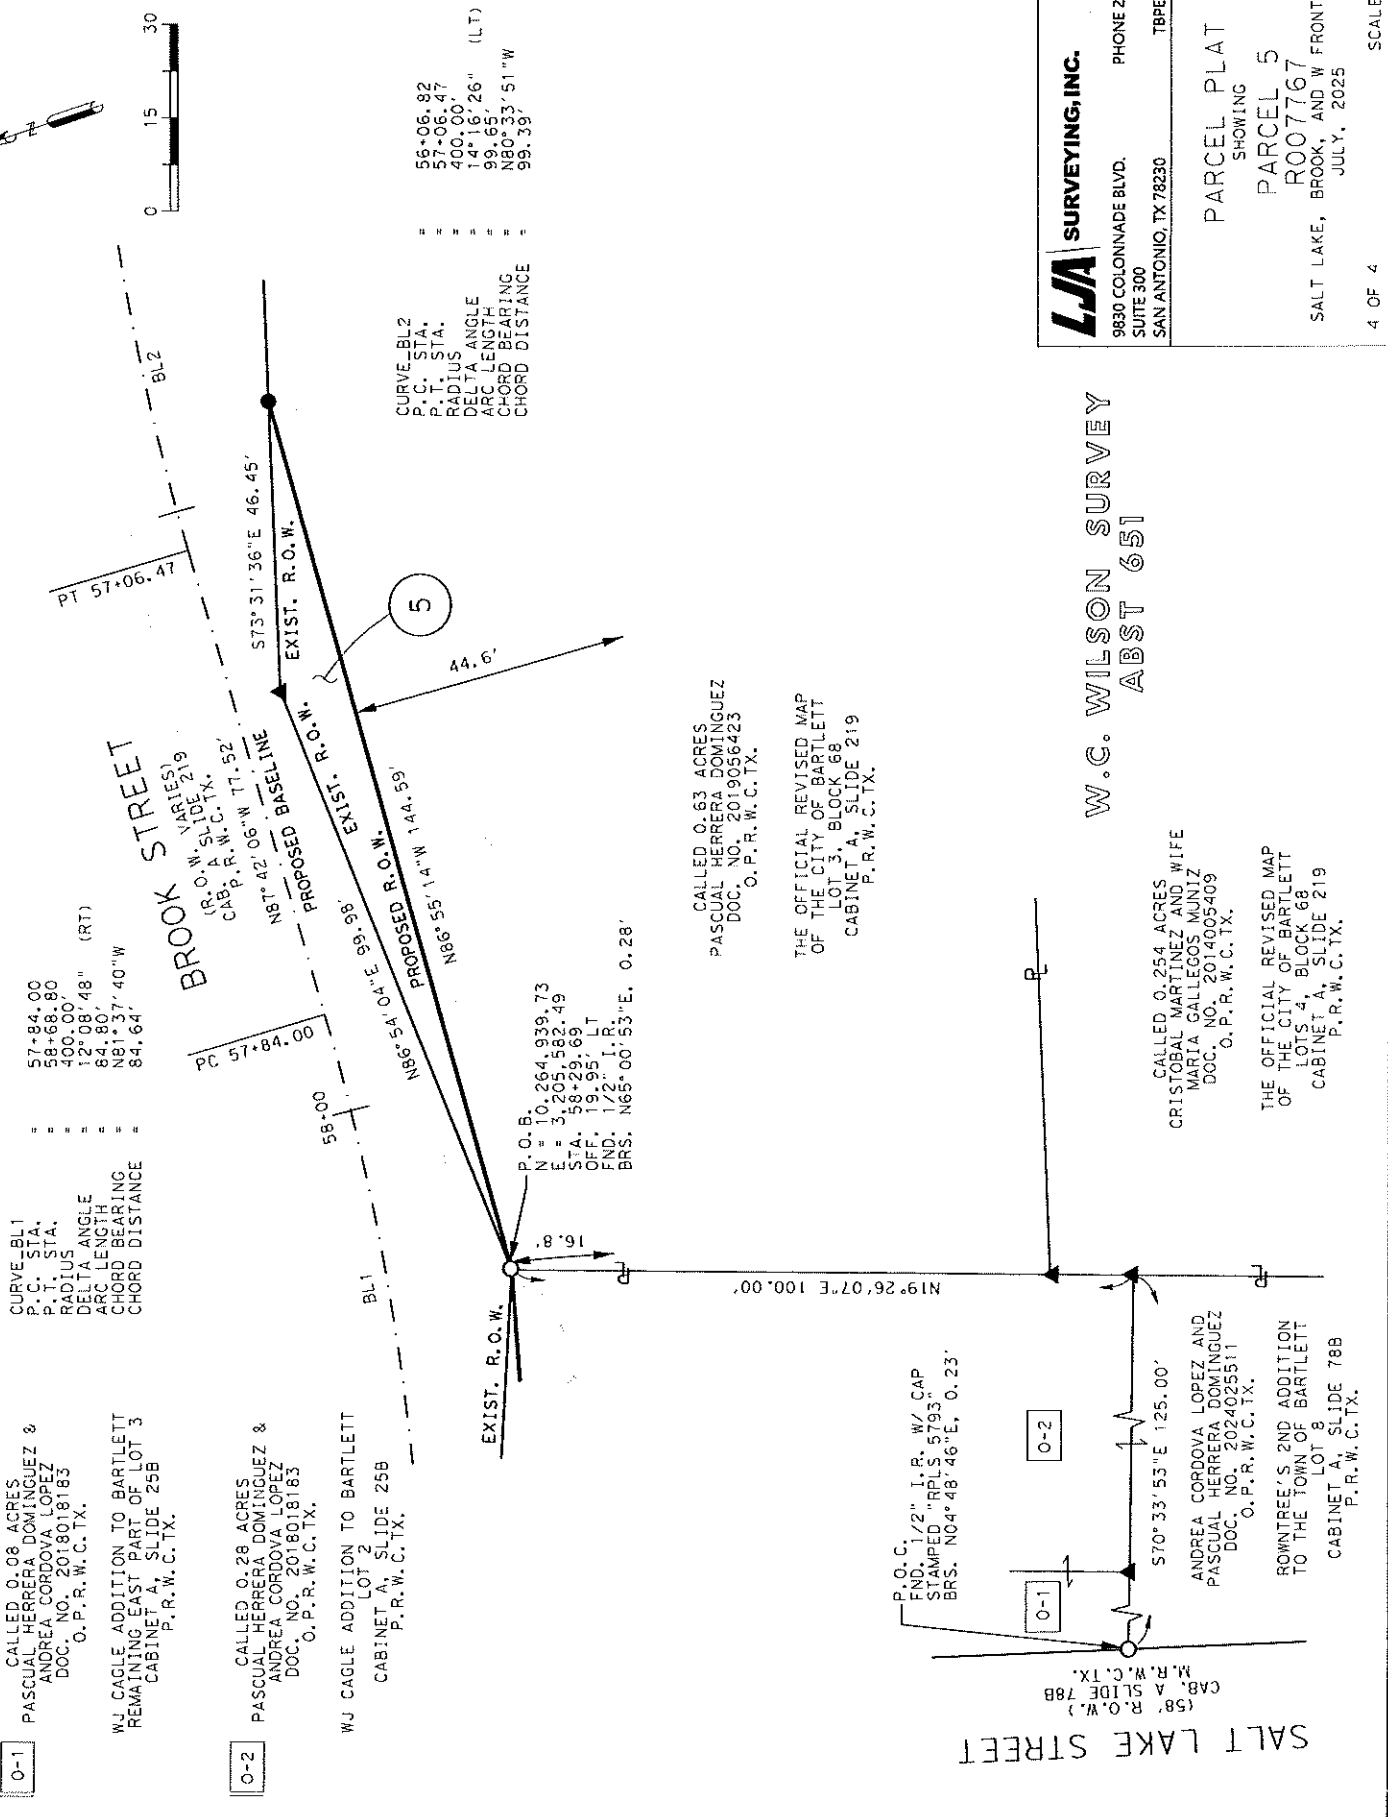 O-1
CALLED 0.08 ACRES
PASCUAL HERRERA DOMINGUEZ &
ANDREA CORDOVA LOPEZ
DOC. NO. 2018018183
O.P.R.W.C.TX.
WJ CAGLE ADDITION TO BARTLETT
REMAINING EAST PART OF LOT 3
CABINET A, SLIDE 25B
P.R.W.C.TX.
O-2
CALLED 0.28 ACRES
PASCUAL HERRERA DOMINGUEZ &
ANDREA CORDOVA LOPEZ
DOC. NO. 2018018183
O.P.R.W.C.TX.
WJ CAGLE ADDITION TO BARTLETT
LOT 2
CABINET A, SLIDE 25B
P.R.W.C.TX.
CURVE_BL1
P.C. STA. = 57+84.00
P.T. STA. = 58+68.80
RADIUS = 400.00'
DELTA ANGLE = 12°08'48" (RT)
ARC LENGTH = 84.80'
CHORD BEARING = N81°37'40"W
CHORD DISTANCE = 84.64'
CURVE_BL2
P.C. STA. = 56+06.82
P.T. STA. = 57+06.47
RADIUS = 400.00'
DELTA ANGLE = 14°16'26" (LT)
ARC LENGTH = 99.65'
CHORD BEARING = N80°33'51"W
CHORD DISTANCE = 99.39'
0 15 30
N
BL1
58+00
PC 57+84.00
BROOK STREET
(R.O.W. VARIES)
CAB. A SLIDE 219
P.R.W.C.TX.
N87°42'06"W 77.52'
PROPOSED BASELINE
PT 57+06.47
BL2
EXIST. R.O.W.
N86°54'04"E 99.98'
EXIST. R.O.W.
PROPOSED R.O.W.
N86°55'14"W 144.59'
S73°31'36"E 46.45'
EXIST. R.O.W.
5
44.6'
16.8'
P.O.B.
N = 10,264,939.73
E = 3,205,582.49
STA. 58+29.69
OFF. 19.95' LT
FND. 1/2" I.R.
BRS. N65°00'53"E, 0.28'
N19°26'07"E 100.00'
CALLED 0.63 ACRES
PASCUAL HERRERA DOMINGUEZ
DOC. NO. 2019056423
O.P.R.W.C.TX.
THE OFFICIAL REVISED MAP
OF THE CITY OF BARTLETT
LOT 3, BLOCK 68
CABINET A, SLIDE 219
P.R.W.C.TX.
P.O.C.
FND. 1/2" I.R. W/ CAP
STAMPED "RPLS 5793"
BRS. N04°48'46"E, 0.23'
O-1
O-2
S70°33'53"E 125.00'
ANDREA CORDOVA LOPEZ AND
PASCUAL HERRERA DOMINGUEZ
DOC. NO. 2024025511
O.P.R.W.C.TX.
ROWNTREE'S 2ND ADDITION
TO THE TOWN OF BARTLETT
LOT 8
CABINET A, SLIDE 78B
P.R.W.C.TX.
SALT LAKE STREET
(58' R.O.W.)
CAB. A SLIDE 78B
M.R.W.C.TX.
CALLED 0.254 ACRES
CRISTOBAL MARTINEZ AND WIFE
MARIA GALLEGOS MUNIZ
DOC. NO. 2014005409
O.P.R.W.C.TX.
THE OFFICIAL REVISED MAP
OF THE CITY OF BARTLETT
LOTS 4, BLOCK 68
CABINET A, SLIDE 219
P.R.W.C.TX.
W.C. WILSON SURVEY
ABST 651
LJA SURVEYING, INC.
9830 COLONNADE BLVD. PHONE 2
SUITE 300
SAN ANTONIO, TX 78230 TBPE
PARCEL PLAT
SHOWING
PARCEL 5
R007767
SALT LAKE, BROOK, AND W FRONT
JULY, 2025
4 OF 4 SCALE